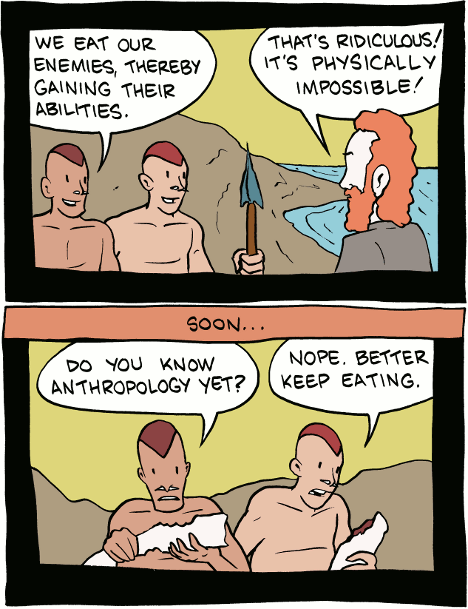 WE EAT OUR
ENEMIES, THEREBY
GAINING THEIR
ABILITIES.
THAT'S RIDICULOUS!
IT'S PHYSICALLY
IMPOSSIBLE!
SOON...
DO YOU KNOW
ANTHROPOLOGY YET?
NOPE. BETTER
KEEP EATING.